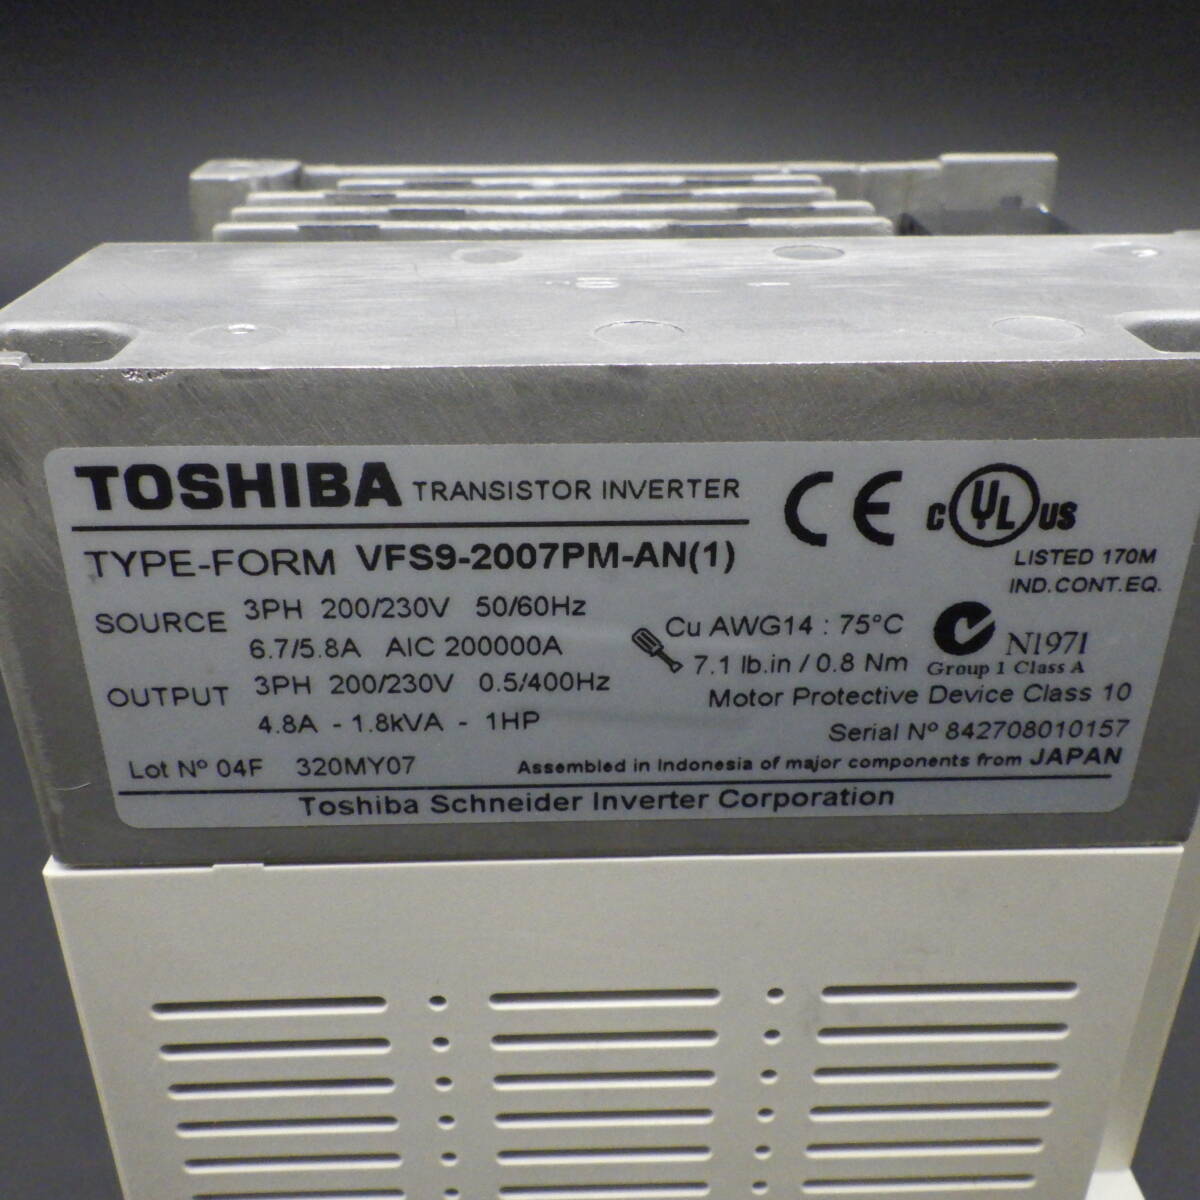 TOSHIBA TRANSISTOR INVERTER
CE
C UL US
LISTED 170M
IND.CONT.EQ.
TYPE-FORM VFS9-2007PM-AN(1)
SOURCE 3PH 200/230V 50/60Hz
6.7/5.8A AIC 200000A
OUTPUT 3PH 200/230V 0.5/400Hz
4.8A - 1.8kVA - 1HP
Cu AWG14 : 75°C
7.1 lb.in / 0.8 Nm
N1971
Group 1 Class A
Motor Protective Device Class 10
Serial Nº 842708010157
Lot Nº 04F 320MY07
Assembled in Indonesia of major components from JAPAN
Toshiba Schneider Inverter Corporation